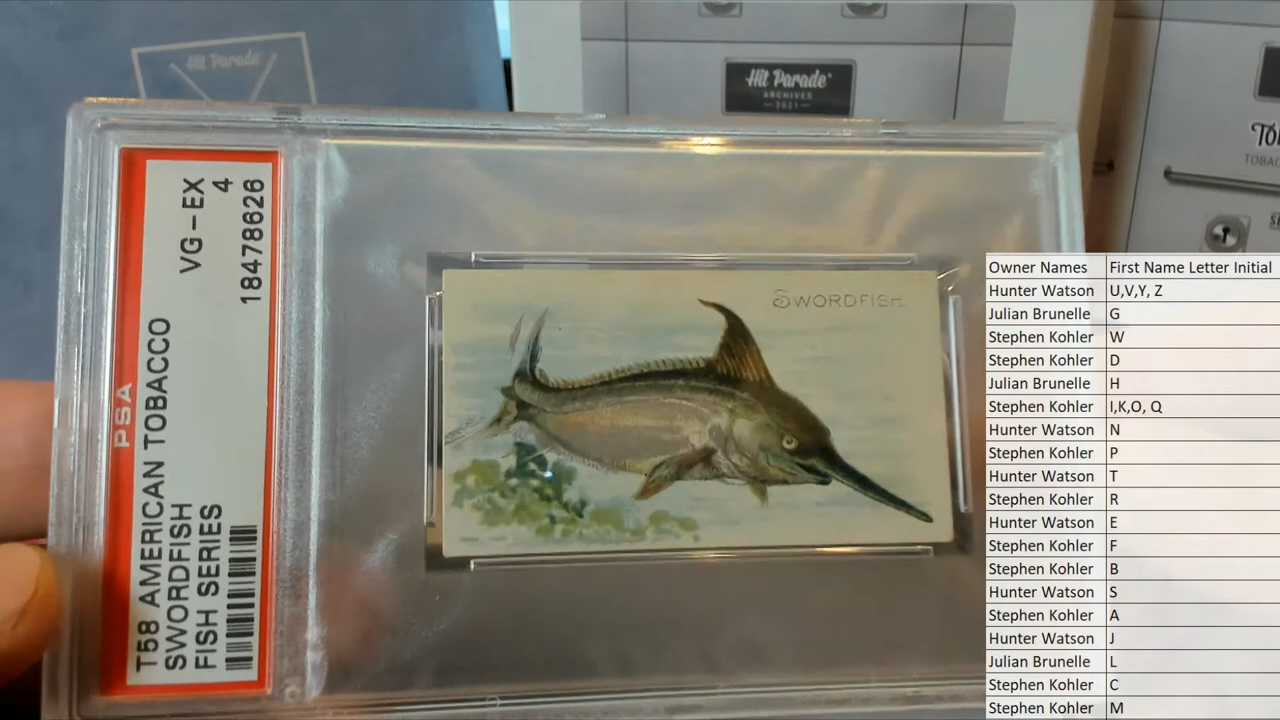 Hit Parade
Hit Parade
ARCHIVES
2021
PSA
VG-EX
4
18478626
T58 AMERICAN TOBACCO
SWORDFISH
FISH SERIES
SWORDFISH.
Owner Names First Name Letter Initial
Hunter Watson U,V,Y, Z
Julian Brunelle G
Stephen Kohler W
Stephen Kohler D
Julian Brunelle H
Stephen Kohler I,K,O, Q
Hunter Watson N
Stephen Kohler P
Hunter Watson T
Stephen Kohler R
Hunter Watson E
Stephen Kohler F
Stephen Kohler B
Hunter Watson S
Stephen Kohler A
Hunter Watson J
Julian Brunelle L
Stephen Kohler C
Stephen Kohler M